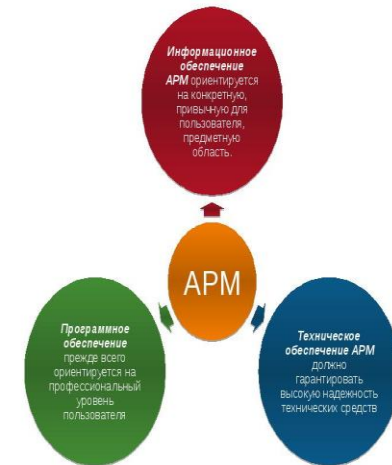 Информационное
обеспечение
АРМ ориентируется
на конкретную,
привычную для
пользователя,
предметную
область.
АРМ
Программное
обеспечение
прежде всего
ориентируется на
профессиональный
уровень
пользователя
Техническое
обеспечение АРМ
должно
гарантировать
высокую надежность
технических средств